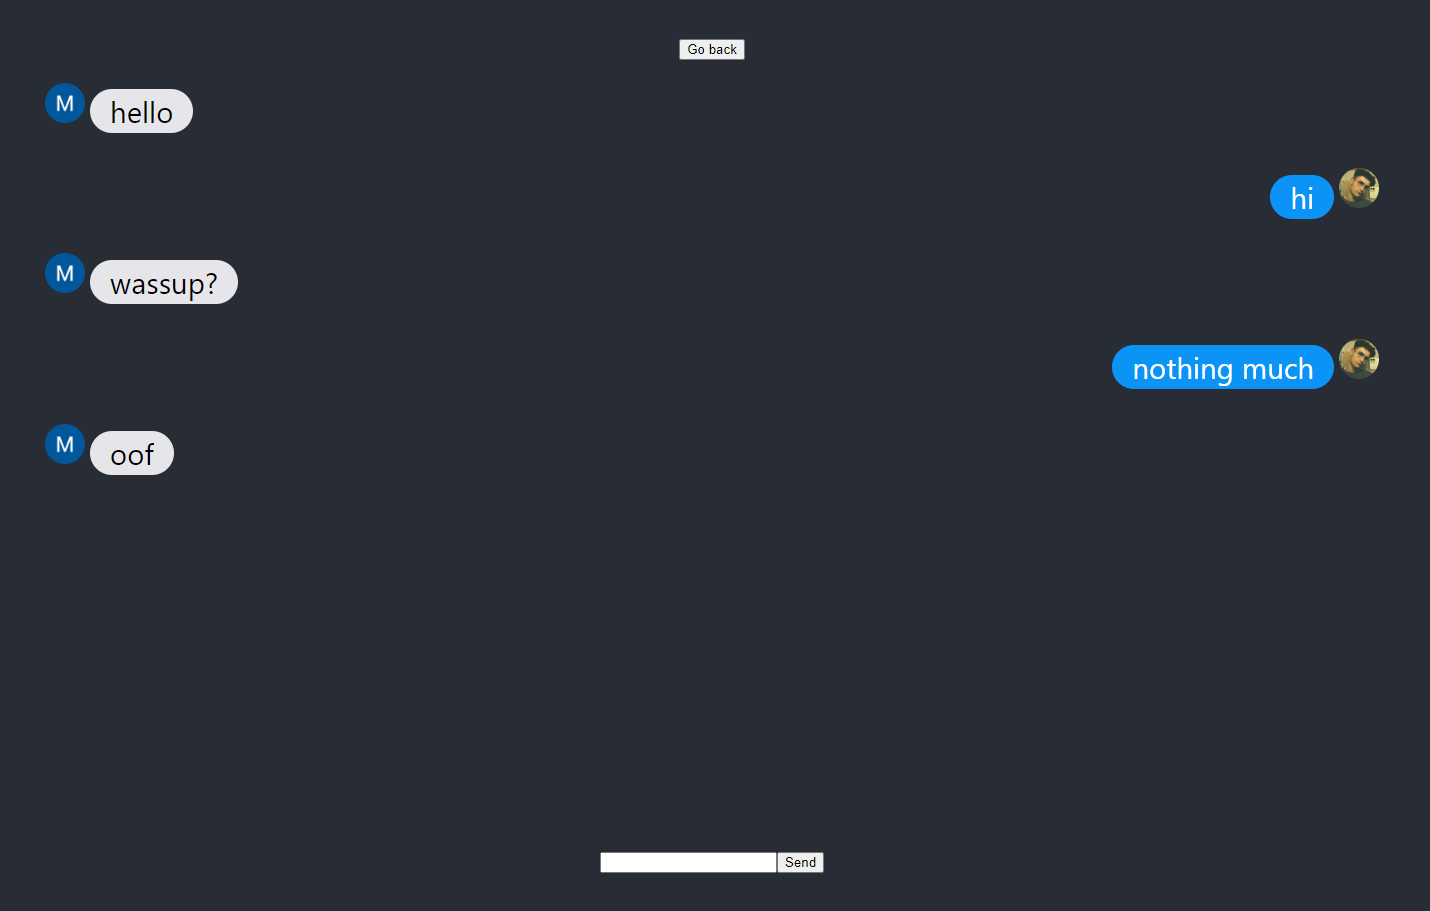 Go back
M hello
hi
M wassup?
nothing much
M oof
Send